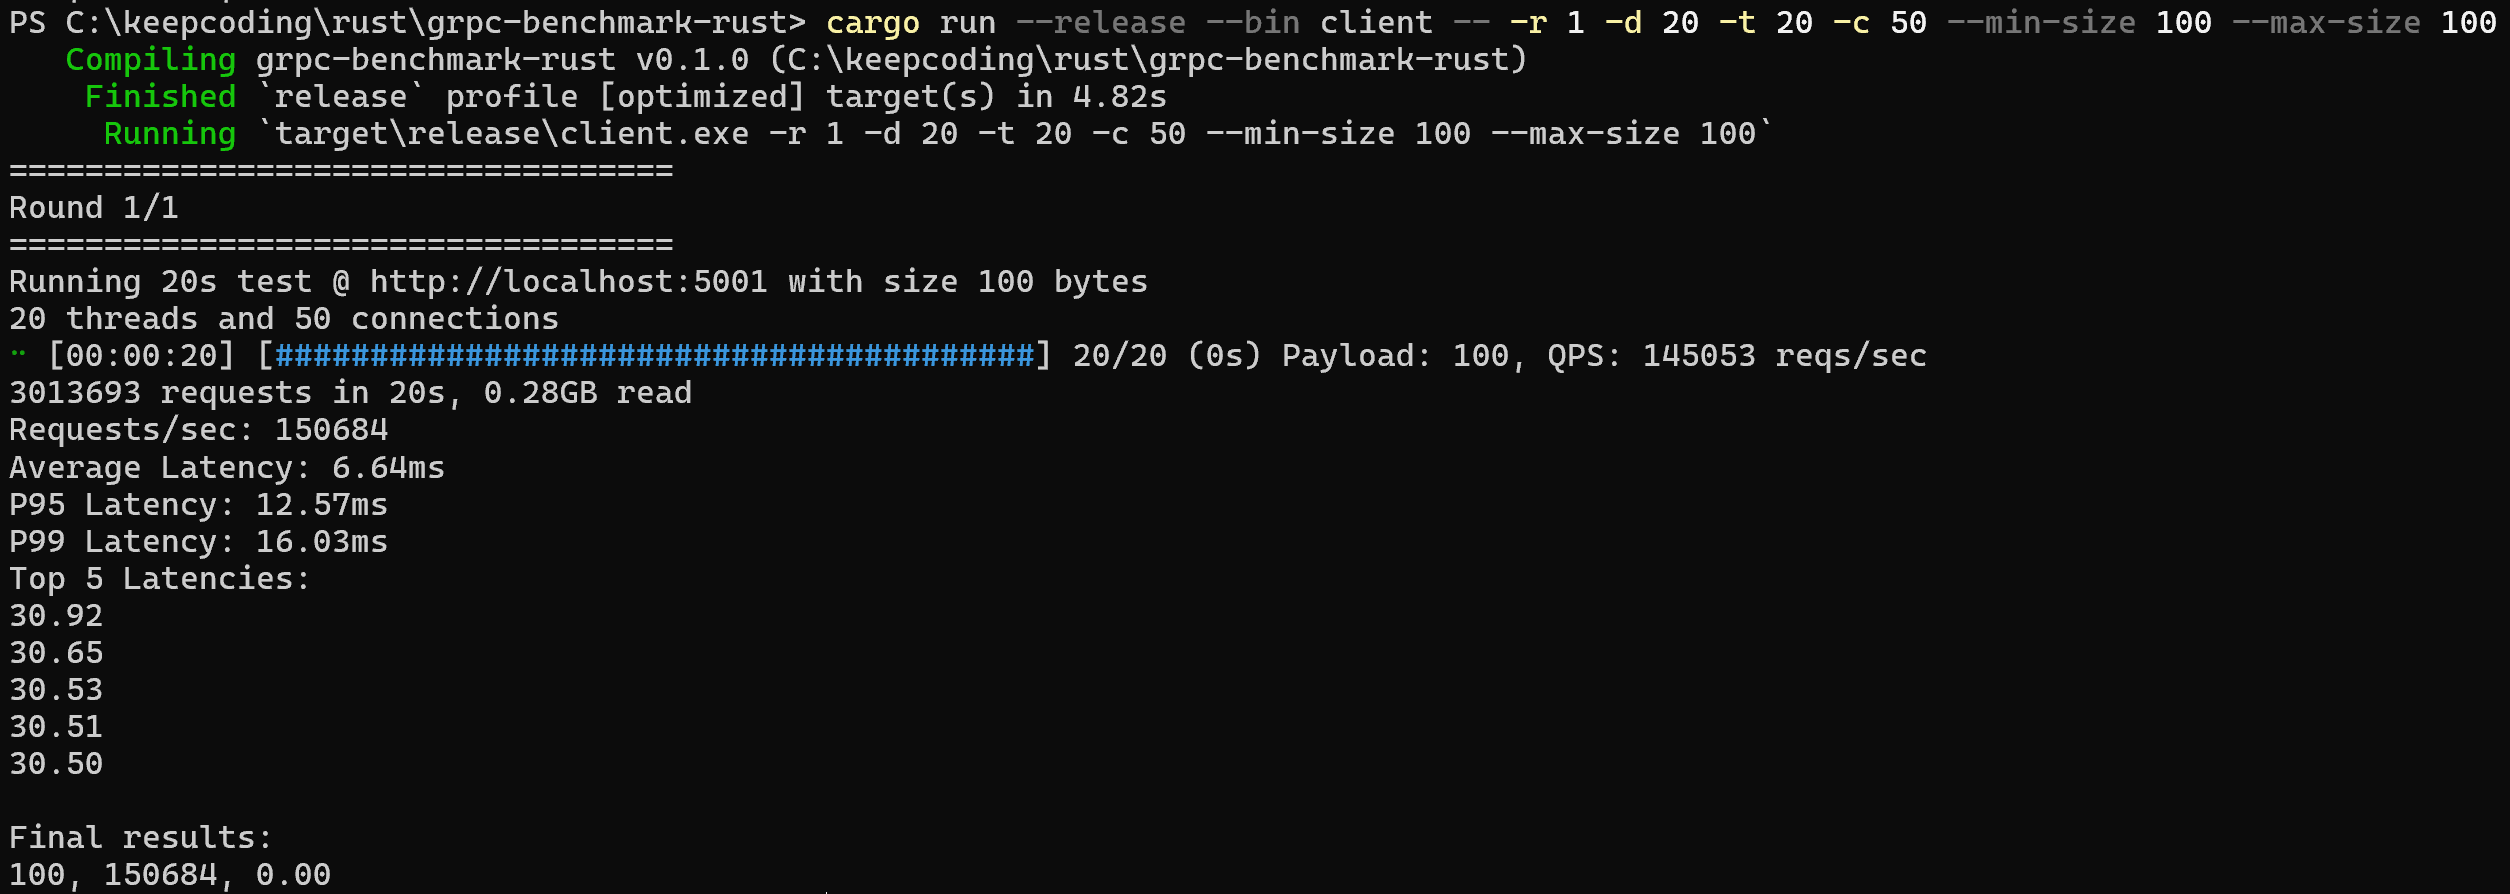 PS C:\keepcoding\rust\grpc-benchmark-rust> cargo run --release --bin client -- -r 1 -d 20 -t 20 -c 50 --min-size 100 --max-size 100
Compiling grpc-benchmark-rust v0.1.0 (C:\keepcoding\rust\grpc-benchmark-rust)
Finished `release` profile [optimized] target(s) in 4.82s
Running `target\release\client.exe -r 1 -d 20 -t 20 -c 50 --min-size 100 --max-size 100`
===================================
Round 1/1
===================================
Running 20s test @ http://localhost:5001 with size 100 bytes
20 threads and 50 connections
⠉ [00:00:20] [########################################] 20/20 (0s) Payload: 100, QPS: 145053 reqs/sec
3013693 requests in 20s, 0.28GB read
Requests/sec: 150684
Average Latency: 6.64ms
P95 Latency: 12.57ms
P99 Latency: 16.03ms
Top 5 Latencies:
30.92
30.65
30.53
30.51
30.50
Final results:
100, 150684, 0.00